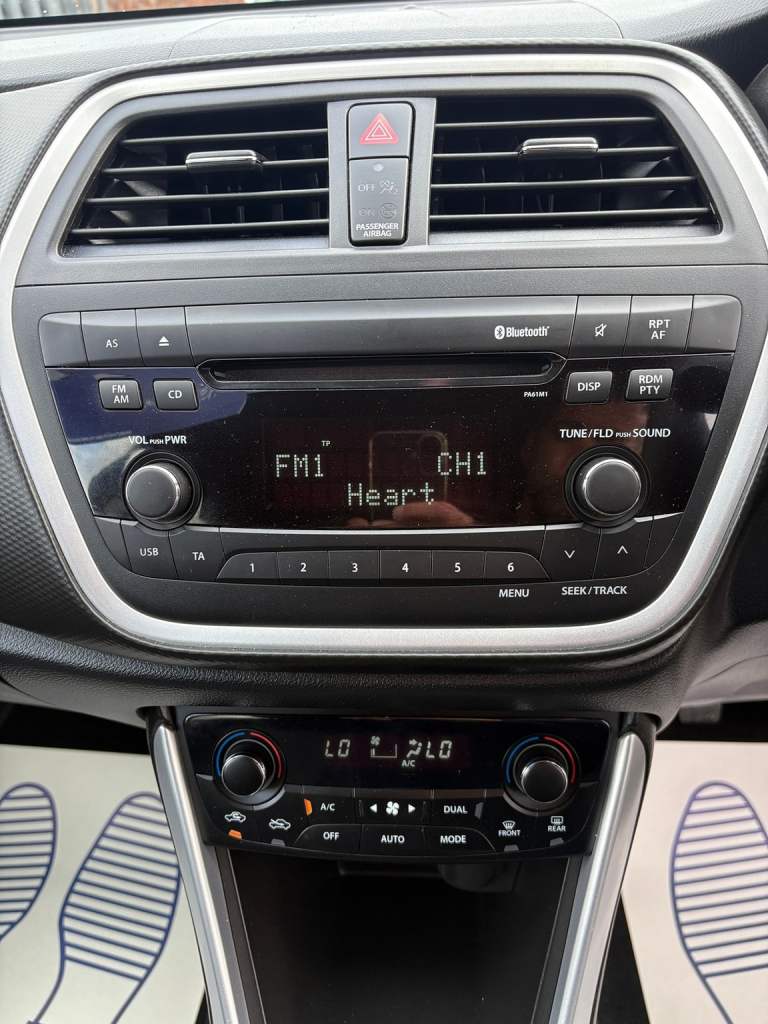 OFF
ON
PASSENGER
AIRBAG
AS
Bluetooth®
RPT
AF
FM
AM
CD
PA61M1
DISP
RDM
PTY
VOL PUSH PWR
TUNE/FLD PUSH SOUND
TP
FM1 CH1
Heart
USB
TA
1 2 3 4 5 6
MENU
SEEK/TRACK
LO LO
A/C
A/C
DUAL
OFF
AUTO
MODE
FRONT
REAR